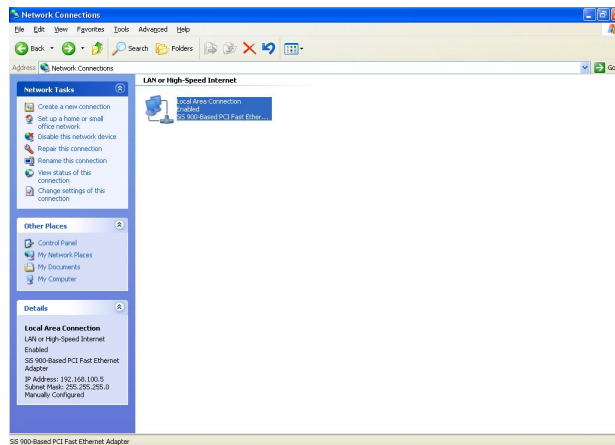 Network Connections
File Edit View Favorites Tools Advanced Help
Back Search Folders
Address Network Connections Go
Network Tasks
Create a new connection
Set up a home or small
office network
Disable this network device
Repair this connection
Rename this connection
View status of this
connection
Change settings of this
connection
Other Places
Control Panel
My Network Places
My Documents
My Computer
Details
Local Area Connection
LAN or High-Speed Internet
Enabled
SiS 900-Based PCI Fast Ethernet
Adapter
IP Address: 192.168.100.5
Subnet Mask: 255.255.255.0
Manually Configured
LAN or High-Speed Internet
Local Area Connection
Enabled
SiS 900-Based PCI Fast Ether...
SiS 900-Based PCI Fast Ethernet Adapter